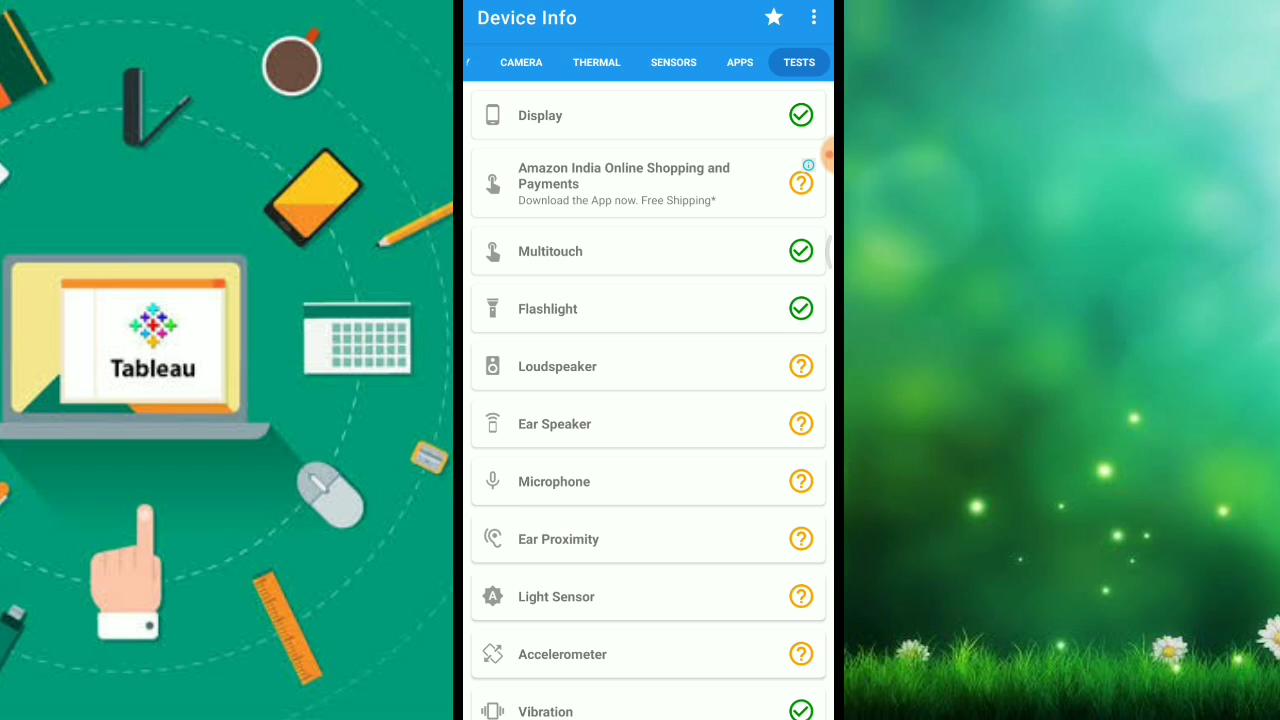 Tableau
Device Info
CAMERA THERMAL SENSORS APPS TESTS
Display
Amazon India Online Shopping and
Payments
Download the App now. Free Shipping*
Multitouch
Flashlight
Loudspeaker
Ear Speaker
Microphone
Ear Proximity
Light Sensor
Accelerometer
Vibration